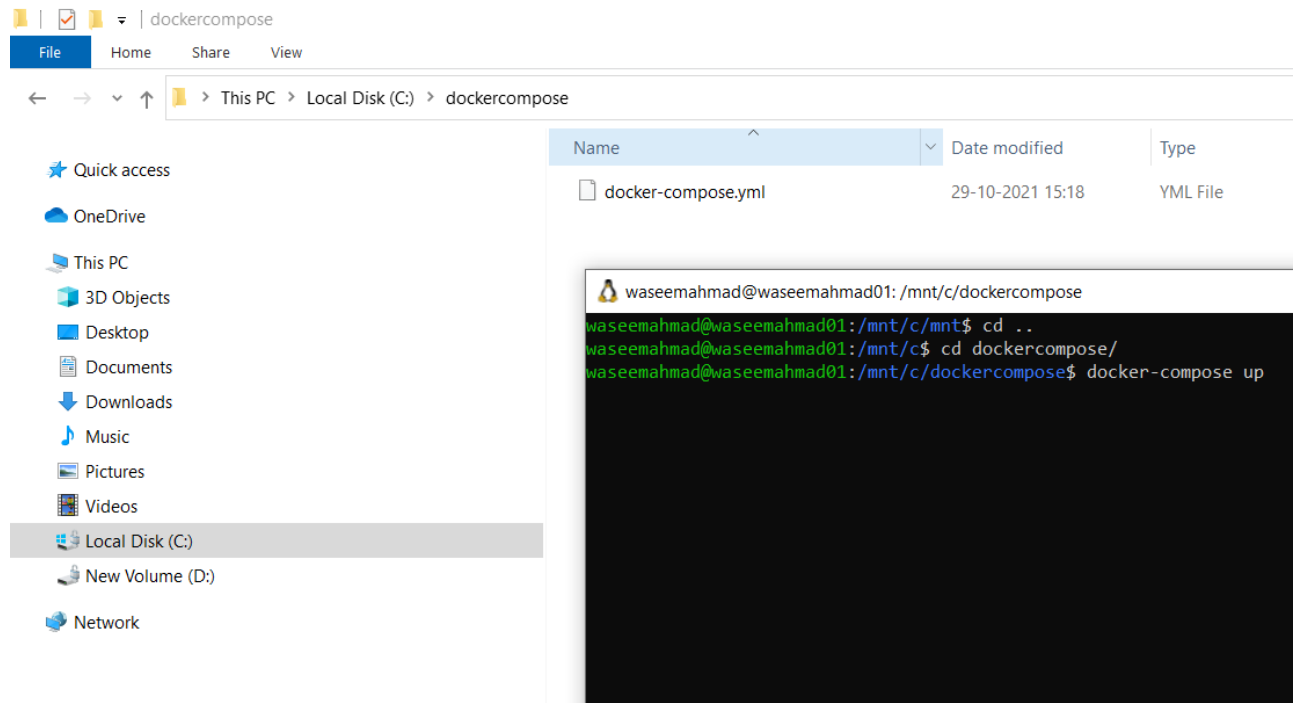 dockercompose
File Home Share View
This PC > Local Disk (C:) > dockercompose
Name Date modified Type
docker-compose.yml 29-10-2021 15:18 YML File
Quick access
OneDrive
This PC
3D Objects
Desktop
Documents
Downloads
Music
Pictures
Videos
Local Disk (C:)
New Volume (D:)
Network
waseemahmad@waseemahmad01: /mnt/c/dockercompose
waseemahmad@waseemahmad01:/mnt/c/mnt$ cd ..
waseemahmad@waseemahmad01:/mnt/c$ cd dockercompose/
waseemahmad@waseemahmad01:/mnt/c/dockercompose$ docker-compose up